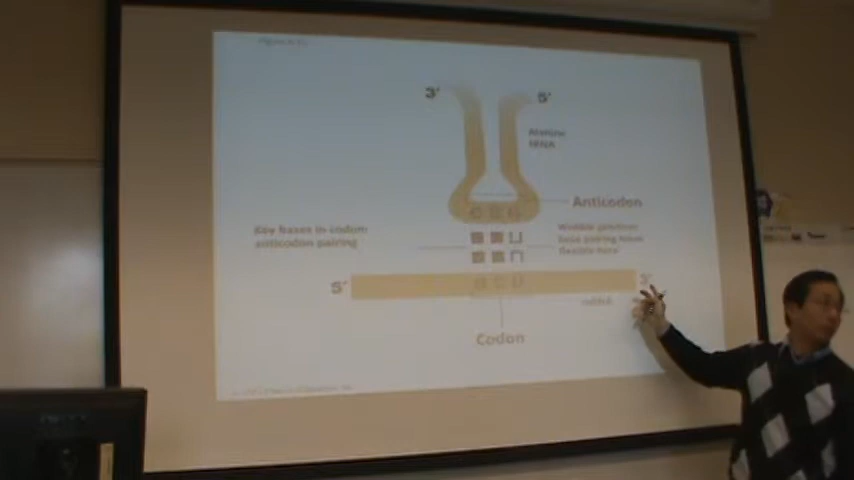 3' 5'
Alanine
tRNA
Anticodon
Key bases in codon:
anticodon pairing
Wobble position:
base pairing more
flexible here
5' 3'
mRNA
Codon